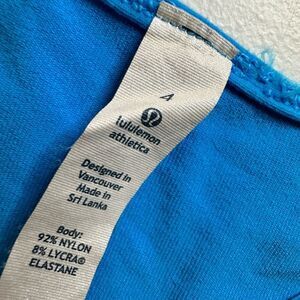 4
lululemon
athletica
Designed in
Vancouver
Made in
Sri Lanka
Body:
92% NYLON
8% LYCRA®
ELASTANE